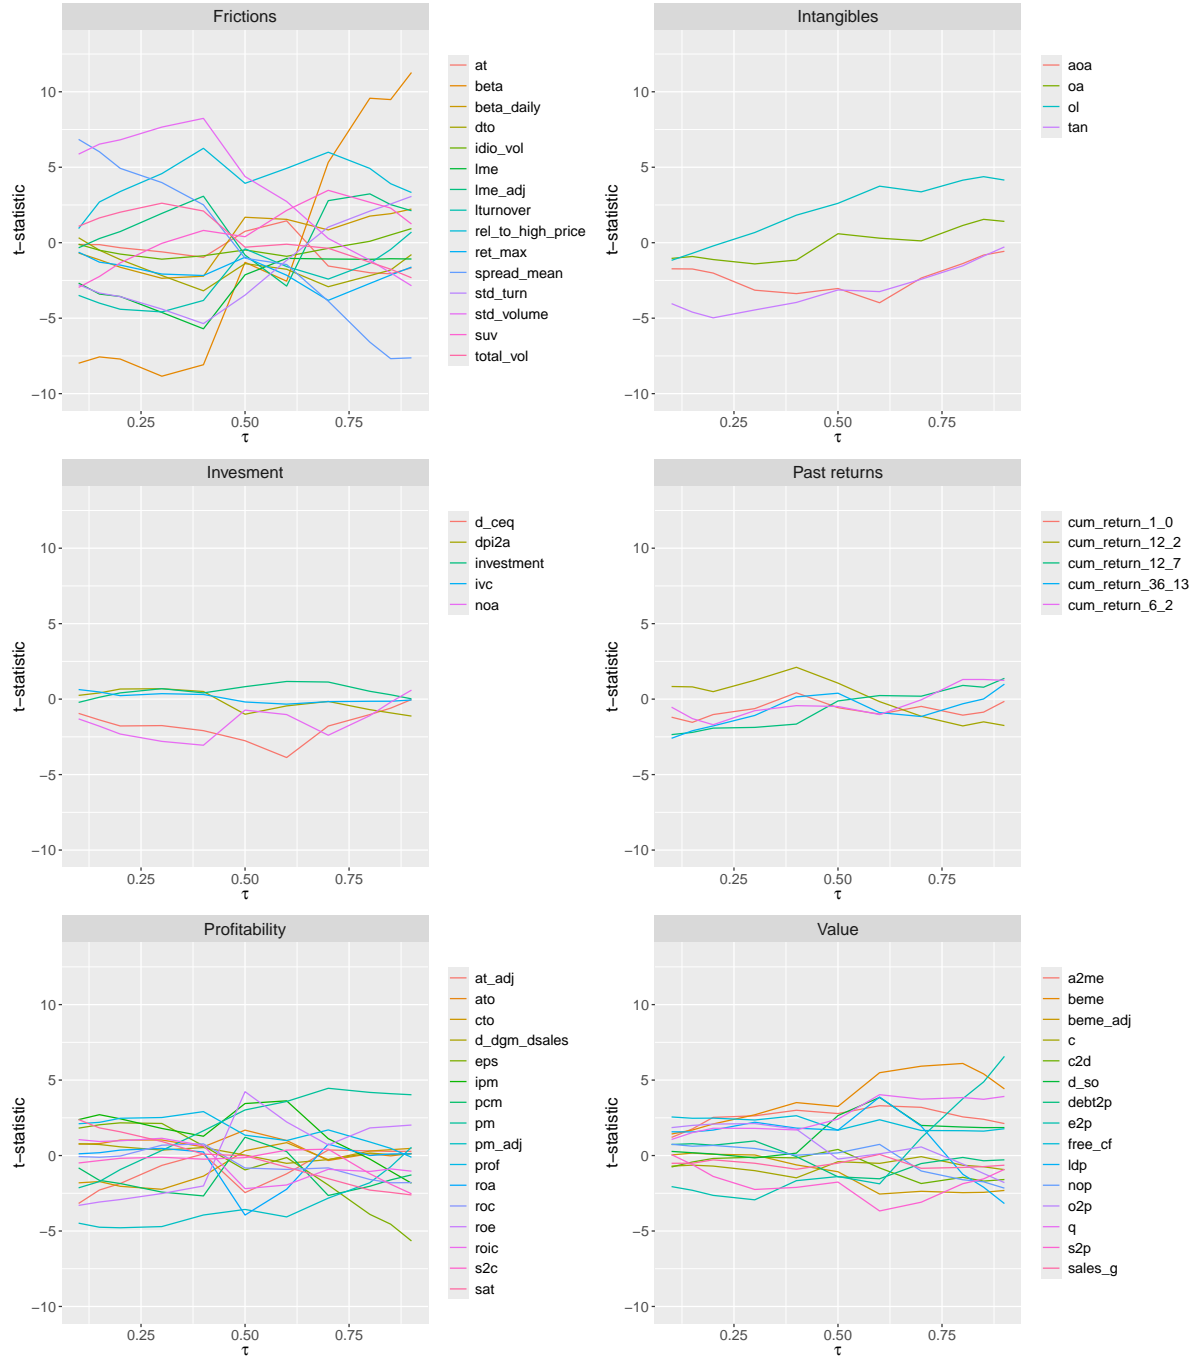 Frictions
t−statistic
10
5
0
−5
−10
0.25 0.50 0.75
τ
at
beta
beta_daily
dto
idio_vol
lme
lme_adj
lturnover
rel_to_high_price
ret_max
spread_mean
std_turn
std_volume
suv
total_vol
Intangibles
t−statistic
10
5
0
−5
−10
0.25 0.50 0.75
τ
aoa
oa
ol
tan
Invesment
t−statistic
10
5
0
−5
−10
0.25 0.50 0.75
τ
d_ceq
dpi2a
investment
ivc
noa
Past returns
t−statistic
10
5
0
−5
−10
0.25 0.50 0.75
τ
cum_return_1_0
cum_return_12_2
cum_return_12_7
cum_return_36_13
cum_return_6_2
Profitability
t−statistic
10
5
0
−5
−10
0.25 0.50 0.75
τ
at_adj
ato
cto
d_dgm_dsales
eps
ipm
pcm
pm
pm_adj
prof
roa
roc
roe
roic
s2c
sat
Value
t−statistic
10
5
0
−5
−10
0.25 0.50 0.75
τ
a2me
beme
beme_adj
c
c2d
d_so
debt2p
e2p
free_cf
ldp
nop
o2p
q
s2p
sales_g